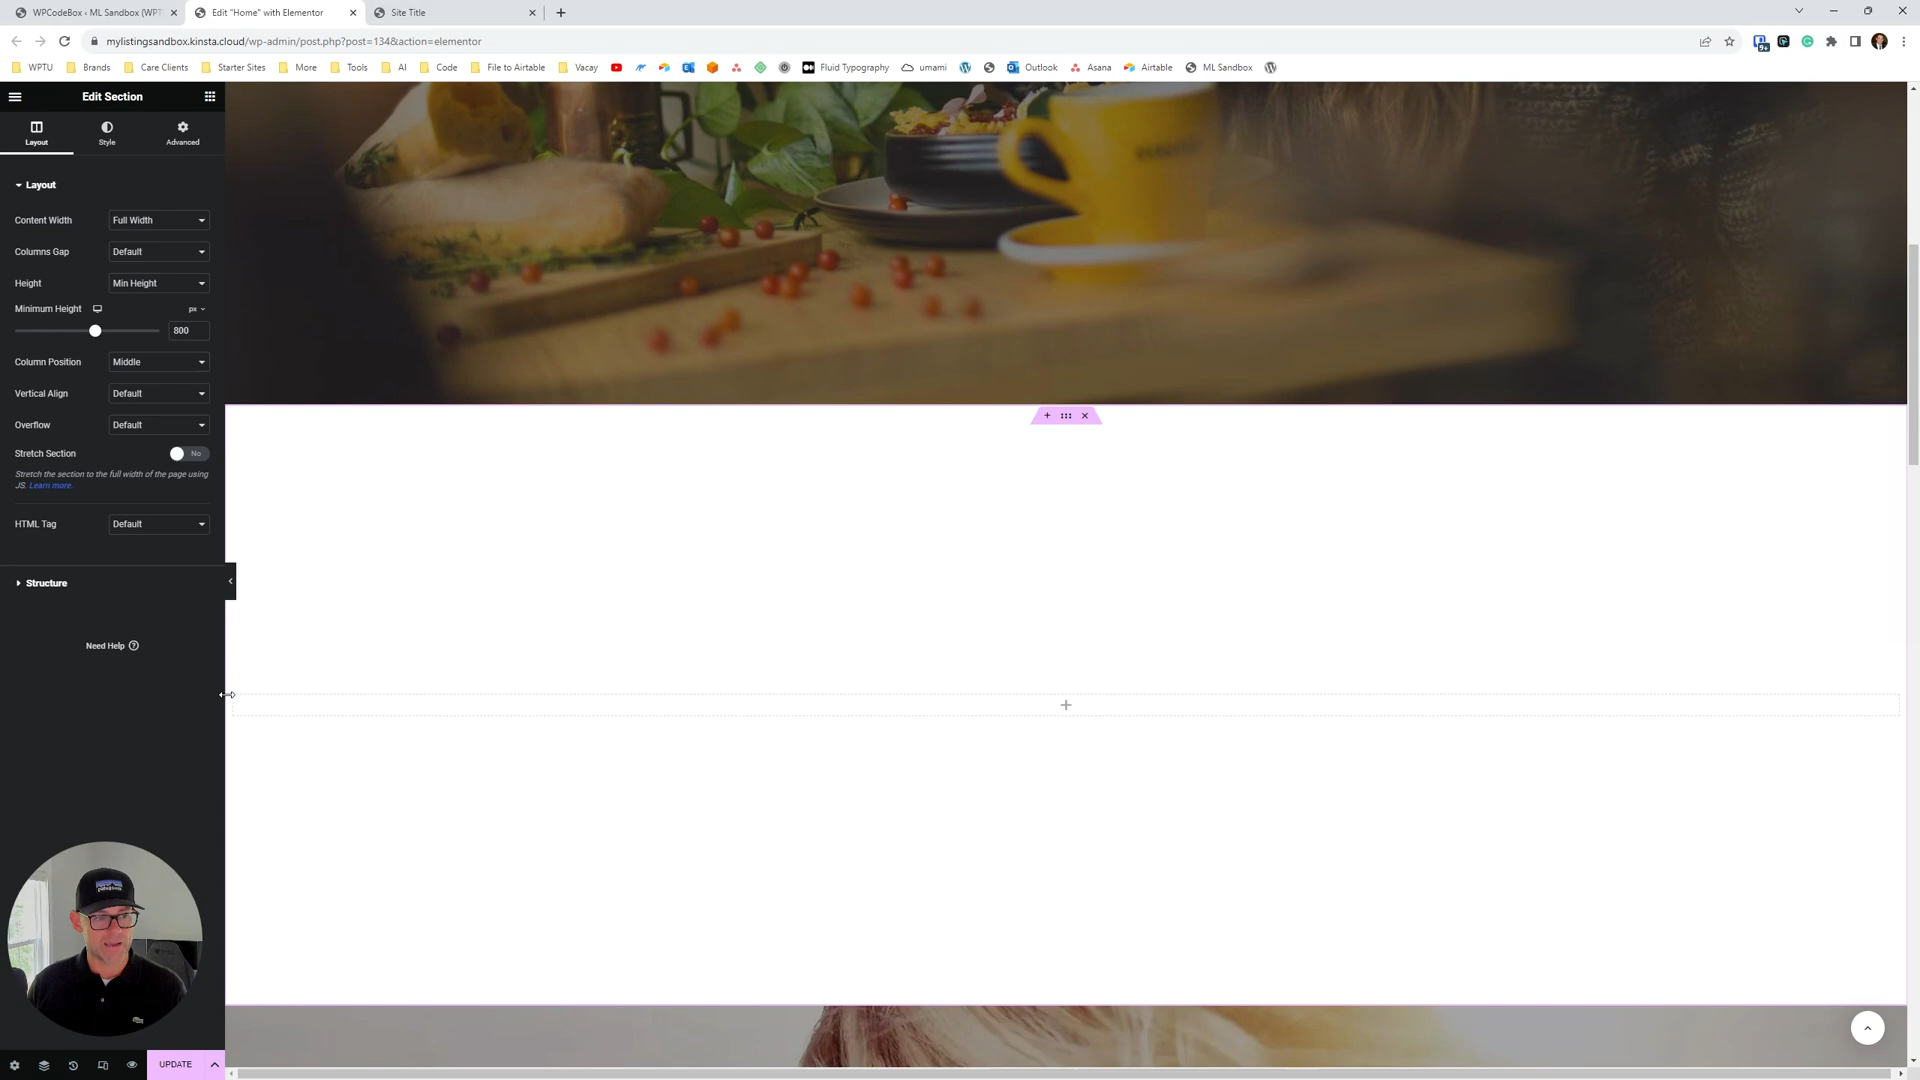 WPCodeBox ‹ ML Sandbox (WPT
Edit "Home" with Elementor
Site Title
mylistingsandbox.kinsta.cloud/wp-admin/post.php?post=134&action=elementor
9+
WPTU
Brands
Care Clients
Starter Sites
More
Tools
AI
Code
File to Airtable
Vacay
Fluid Typography
umami
Outlook
Asana
Airtable
ML Sandbox
Edit Section
Layout
Style
Advanced
Layout
Content Width
Full Width
Columns Gap
Default
Height
Min Height
Minimum Height
px
800
Column Position
Middle
Vertical Align
Default
Overflow
Default
Stretch Section
No
Stretch the section to the full width of the page using
JS. Learn more.
HTML Tag
Default
Structure
Need Help
UPDATE